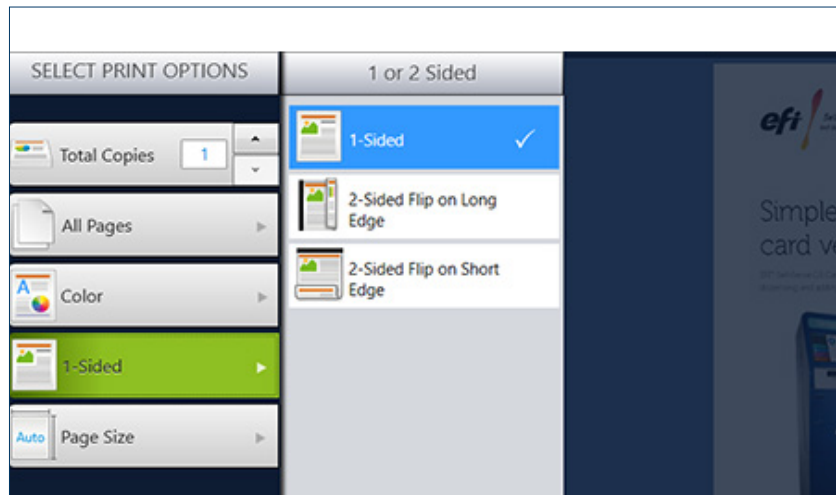 SELECT PRINT OPTIONS
Total Copies
1
All Pages
A
Color
1-Sided
Auto
Page Size
1 or 2 Sided
1-Sided
2-Sided Flip on Long
Edge
2-Sided Flip on Short
Edge
efi
Simple
card ve